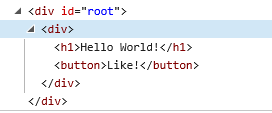 <div id="root">
<div>
<h1>Hello World!</h1>
<button>Like!</button>
</div>
</div>